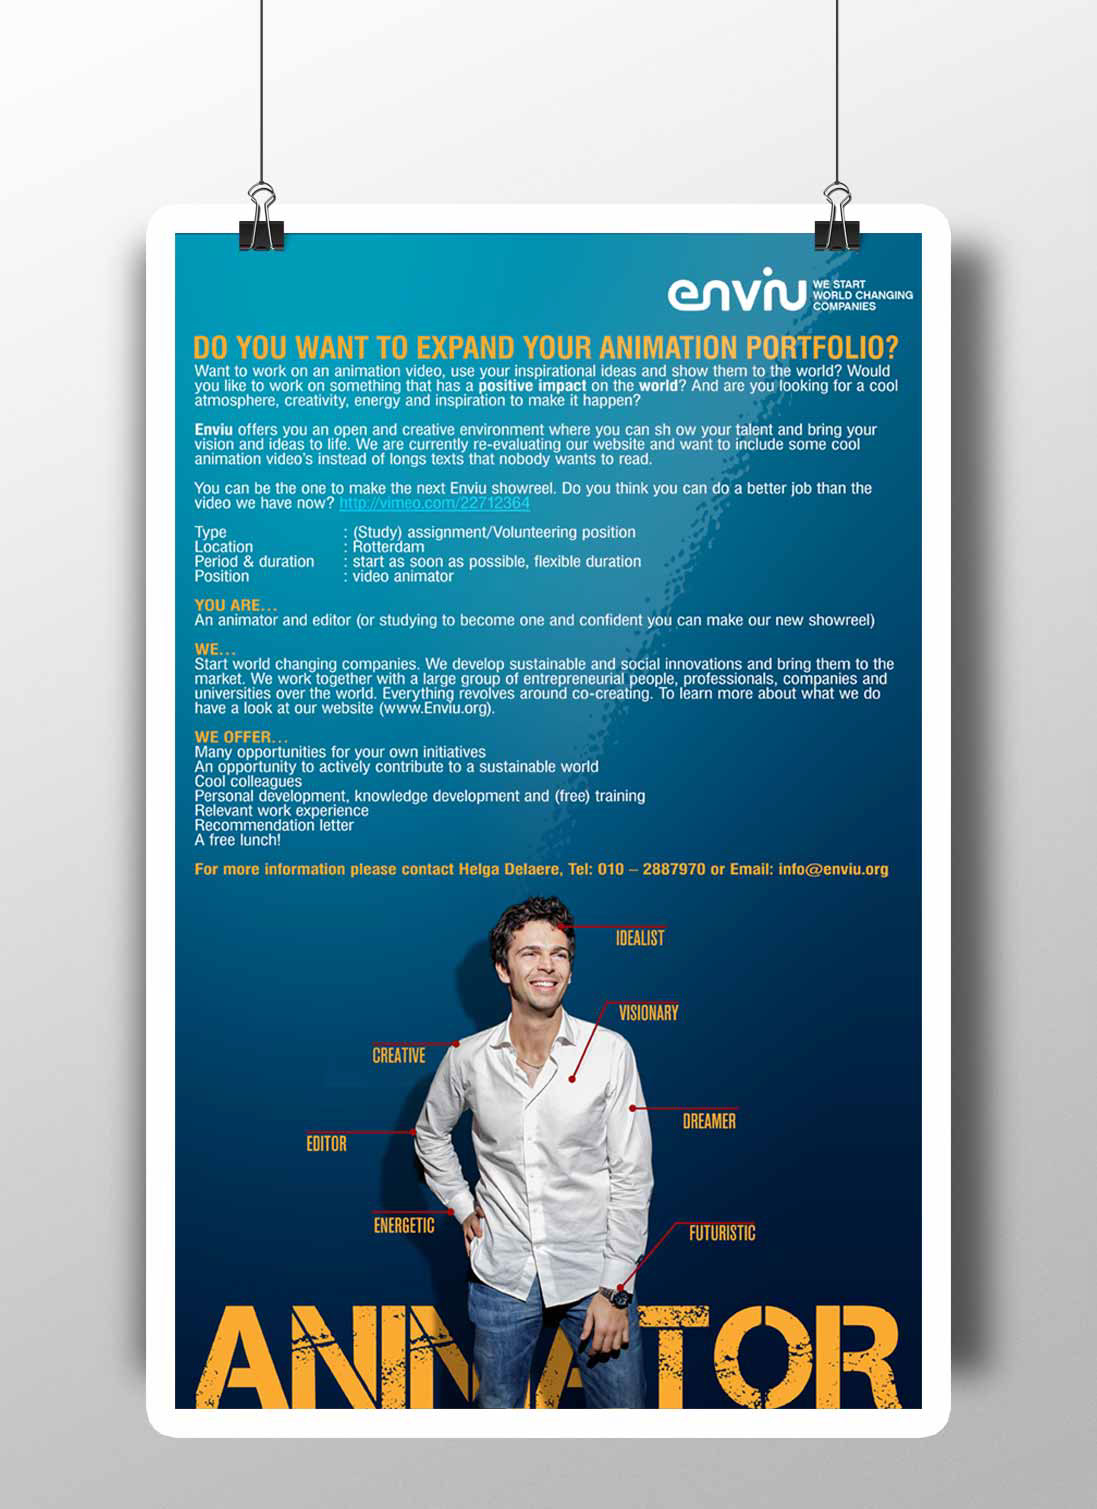 enviu WE START
WORLD CHANGING
COMPANIES
DO YOU WANT TO EXPAND YOUR ANIMATION PORTFOLIO?
Want to work on an animation video, use your inspirational ideas and show them to the world? Would
you like to work on something that has a positive impact on the world? And are you looking for a cool
atmosphere, creativity, energy and inspiration to make it happen?
Enviu offers you an open and creative environment where you can sh ow your talent and bring your
vision and ideas to life. We are currently re-evaluating our website and want to include some cool
animation video's instead of longs texts that nobody wants to read.
You can be the one to make the next Enviu showreel. Do you think you can do a better job than the
video we have now? http://vimeo.com/22712364
Type : (Study) assignment/Volunteering position
Location : Rotterdam
Period & duration : start as soon as possible, flexible duration
Position : video animator
YOU ARE...
An animator and editor (or studying to become one and confident you can make our new showreel)
WE...
Start world changing companies. We develop sustainable and social innovations and bring them to the
market. We work together with a large group of entrepreneurial people, professionals, companies and
universities over the world. Everything revolves around co-creating. To learn more about what we do
have a look at our website (www.Enviu.org).
WE OFFER...
Many opportunities for your own initiatives
An opportunity to actively contribute to a sustainable world
Cool colleagues
Personal development, knowledge development and (free) training
Relevant work experience
Recommendation letter
A free lunch!
For more information please contact Helga Delaere, Tel: 010 – 2887970 or Email: info@enviu.org
IDEALIST
VISIONARY
CREATIVE
DREAMER
EDITOR
ENERGETIC
FUTURISTIC
ANIMATOR